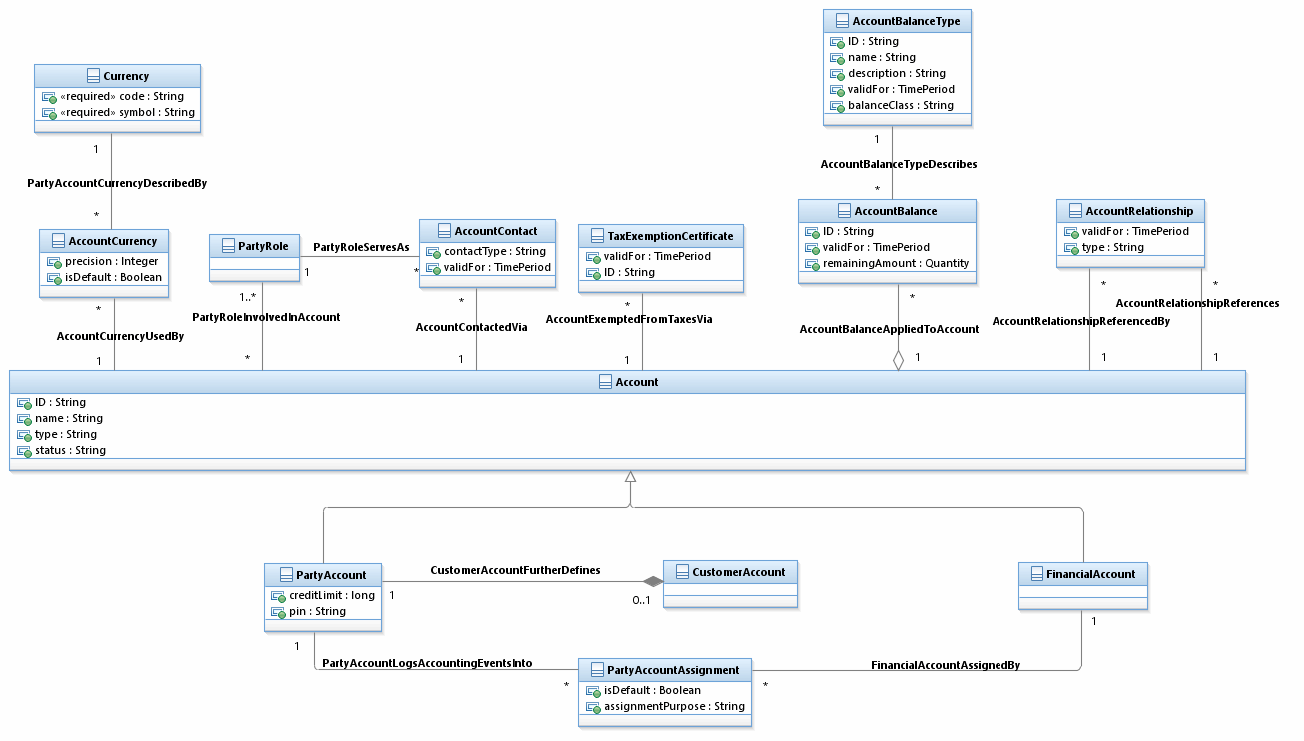 AccountBalanceType
ID : String
name : String
description : String
validFor : TimePeriod
balanceClass : String
Currency
«required» code : String
«required» symbol : String
1
PartyAccountCurrencyDescribedBy
*
1
AccountBalanceTypeDescribes
*
AccountCurrency
precision : Integer
isDefault : Boolean
PartyRole
PartyRoleServesAs
1
*
AccountContact
contactType : String
validFor : TimePeriod
TaxExemptionCertificate
validFor : TimePeriod
ID : String
AccountBalance
ID : String
validFor : TimePeriod
remainingAmount : Quantity
AccountRelationship
validFor : TimePeriod
type : String
*
AccountCurrencyUsedBy
1
1..*
PartyRoleInvolvedInAccount
*
*
AccountContactedVia
1
*
AccountExemptedFromTaxesVia
1
*
AccountBalanceAppliedToAccount
1
*
AccountRelationshipReferencedBy
1
*
AccountRelationshipReferences
1
Account
ID : String
name : String
type : String
status : String
PartyAccount
creditLimit : long
pin : String
CustomerAccountFurtherDefines
1
0..1
CustomerAccount
FinancialAccount
1
PartyAccountLogsAccountingEventsInto
*
PartyAccountAssignment
isDefault : Boolean
assignmentPurpose : String
1
FinancialAccountAssignedBy
*